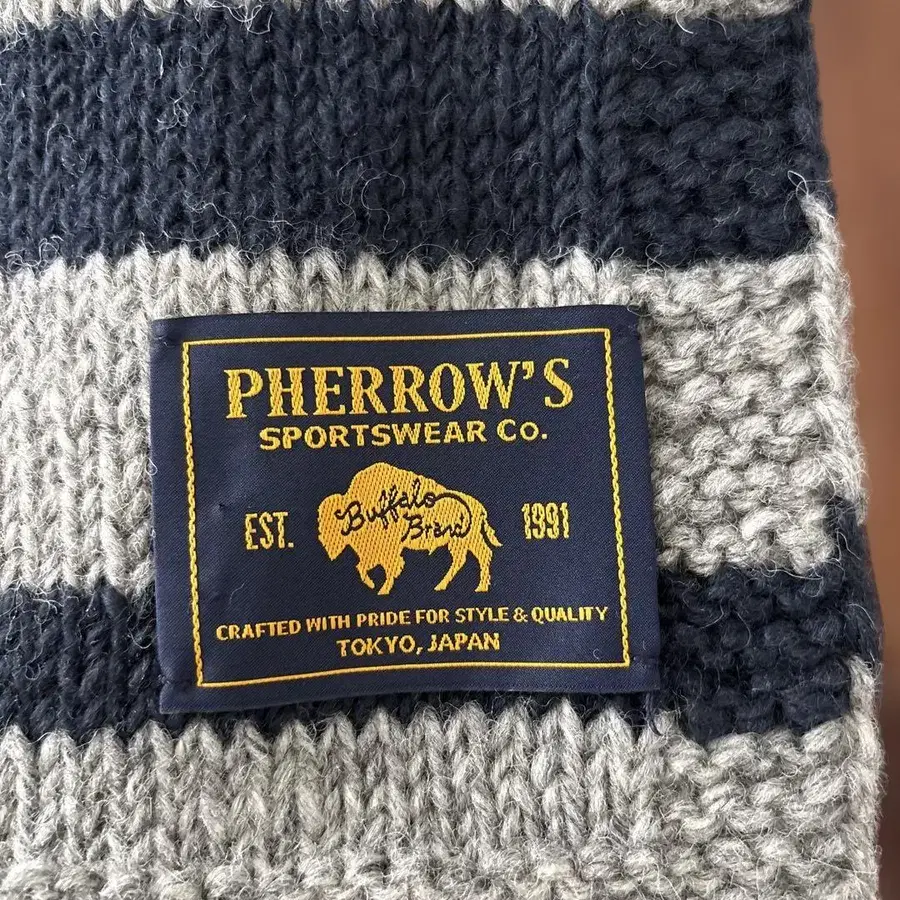 PHERROW'S
SPORTSWEAR Co.
Buffalo
Brand
EST. 1991
CRAFTED WITH PRIDE FOR STYLE & QUALITY
TOKYO, JAPAN